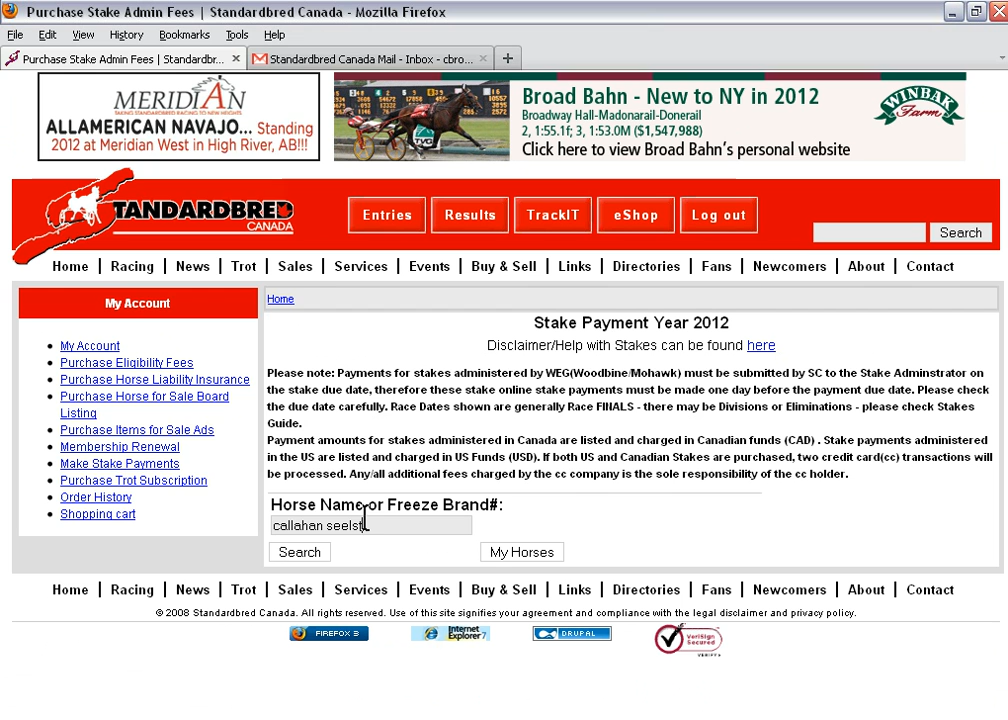 Purchase Stake Admin Fees | Standardbred Canada - Mozilla Firefox
File Edit View History Bookmarks Tools Help
Purchase Stake Admin Fees | Standardbr... Standardbred Canada Mail - Inbox - cbro...
MERIDIAN
ALLAMERICAN NAVAJO... Standing
2012 at Meridian West in High River, AB!!!
TVG
Broad Bahn - New to NY in 2012
Broadway Hall-Madonarail-Donerail
2, 1:55.1f; 3, 1:53.0M ($1,547,988)
Click here to view Broad Bahn's personal website
WINBAK
Farm
STANDARDBRED
CANADA
Entries Results TrackIT eShop Log out
Search
Home | Racing | News | Trot | Sales | Services | Events | Buy & Sell | Links | Directories | Fans | Newcomers | About | Contact
My Account
My Account
Purchase Eligibility Fees
Purchase Horse Liability Insurance
Purchase Horse for Sale Board
Listing
Purchase Items for Sale Ads
Membership Renewal
Make Stake Payments
Purchase Trot Subscription
Order History
Shopping cart
Home
Stake Payment Year 2012
Disclaimer/Help with Stakes can be found here
Please note: Payments for stakes administered by WEG(Woodbine/Mohawk) must be submitted by SC to the Stake Adminstrator on
the stake due date, therefore these stake online stake payments must be made one day before the payment due date. Please check
the due date carefully. Race Dates shown are generally Race FINALS - there may be Divisions or Eliminations - please check Stakes
Guide.
Payment amounts for stakes administered in Canada are listed and charged in Canadian funds (CAD) . Stake payments administered
in the US are listed and charged in US Funds (USD). If both US and Canadian Stakes are purchased, two credit card(cc) transactions will
be processed. Any/all additional fees charged by the cc company is the sole responsibility of the cc holder.
Horse Name or Freeze Brand#:
callahan seelst
Search My Horses
Home | Racing | News | Trot | Sales | Services | Events | Buy & Sell | Links | Directories | Fans | Newcomers | About | Contact
© 2008 Standardbred Canada. All rights reserved. Use of this site signifies your agreement and compliance with the legal disclaimer and privacy policy.
FIREFOX 3 Internet Explorer 7 DRUPAL VeriSign Secured
VERIFY